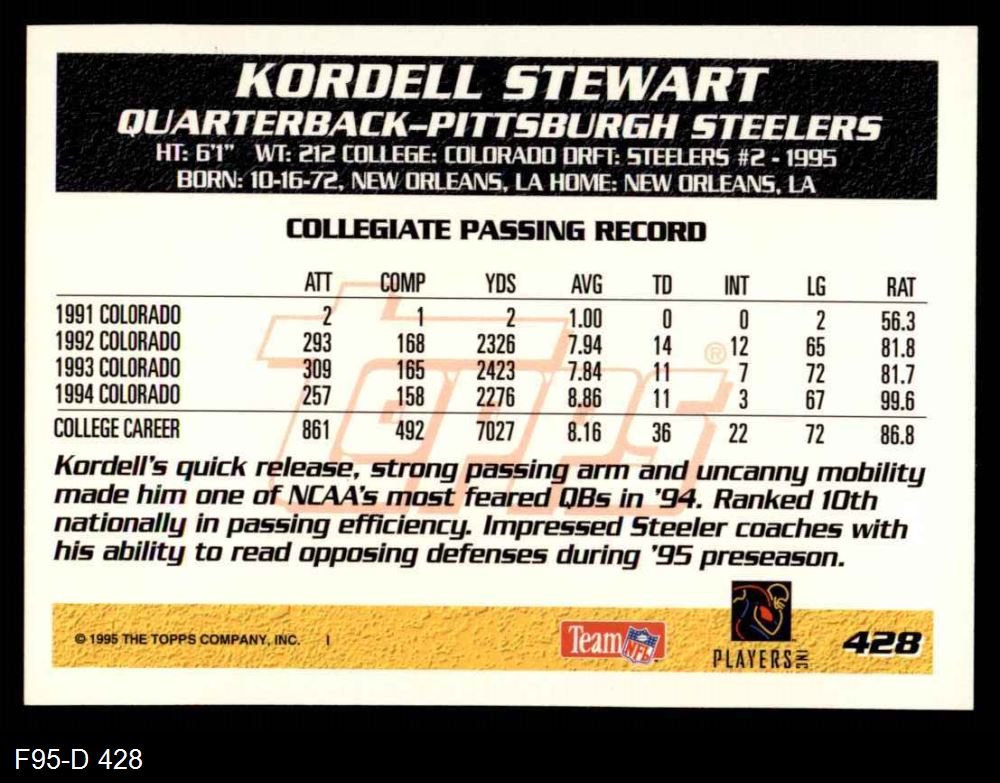 KORDELL STEWART
QUARTERBACK–PITTSBURGH STEELERS
HT: 6'1" WT: 212 COLLEGE: COLORADO DRFT: STEELERS #2 - 1995
BORN: 10-16-72, NEW ORLEANS, LA HOME: NEW ORLEANS, LA
COLLEGIATE PASSING RECORD
ATT COMP YDS AVG TD INT LG RAT
1991 COLORADO 2 1 2 1.00 0 0 2 56.3
1992 COLORADO 293 168 2326 7.94 14 12 65 81.8
1993 COLORADO 309 165 2423 7.84 11 7 72 81.7
1994 COLORADO 257 158 2276 8.86 11 3 67 99.6
COLLEGE CAREER 861 492 7027 8.16 36 22 72 86.8
topps ®
Kordell's quick release, strong passing arm and uncanny mobility
made him one of NCAA's most feared QBs in '94. Ranked 10th
nationally in passing efficiency. Impressed Steeler coaches with
his ability to read opposing defenses during '95 preseason.
© 1995 THE TOPPS COMPANY, INC. I
Team NFL
PLAYERS INC
428
F95-D 428